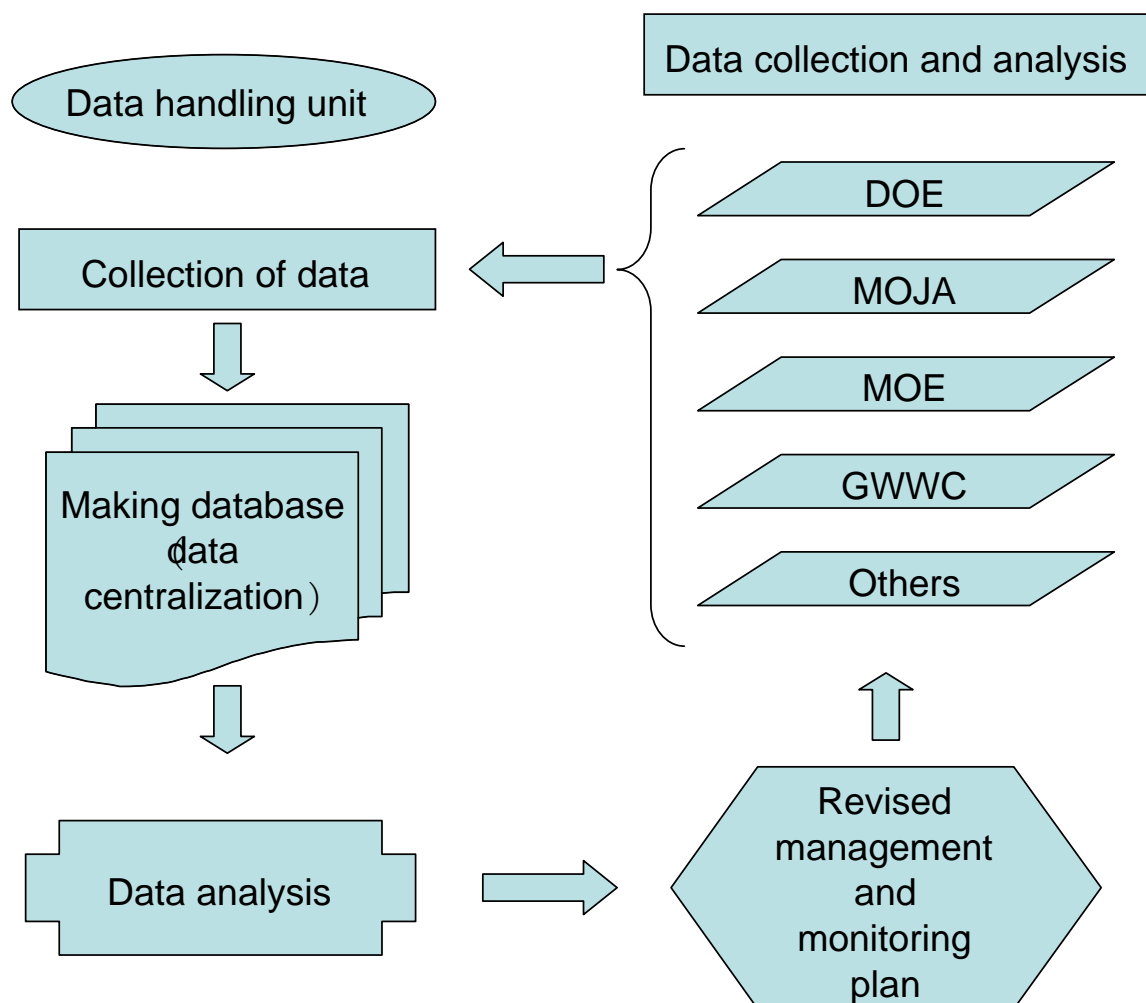 Data collection and analysis
Data handling unit
DOE
MOJA
MOE
GWWC
Others
Collection of data
Making database
（data
centralization）
Data analysis
Revised
management
and
monitoring
plan